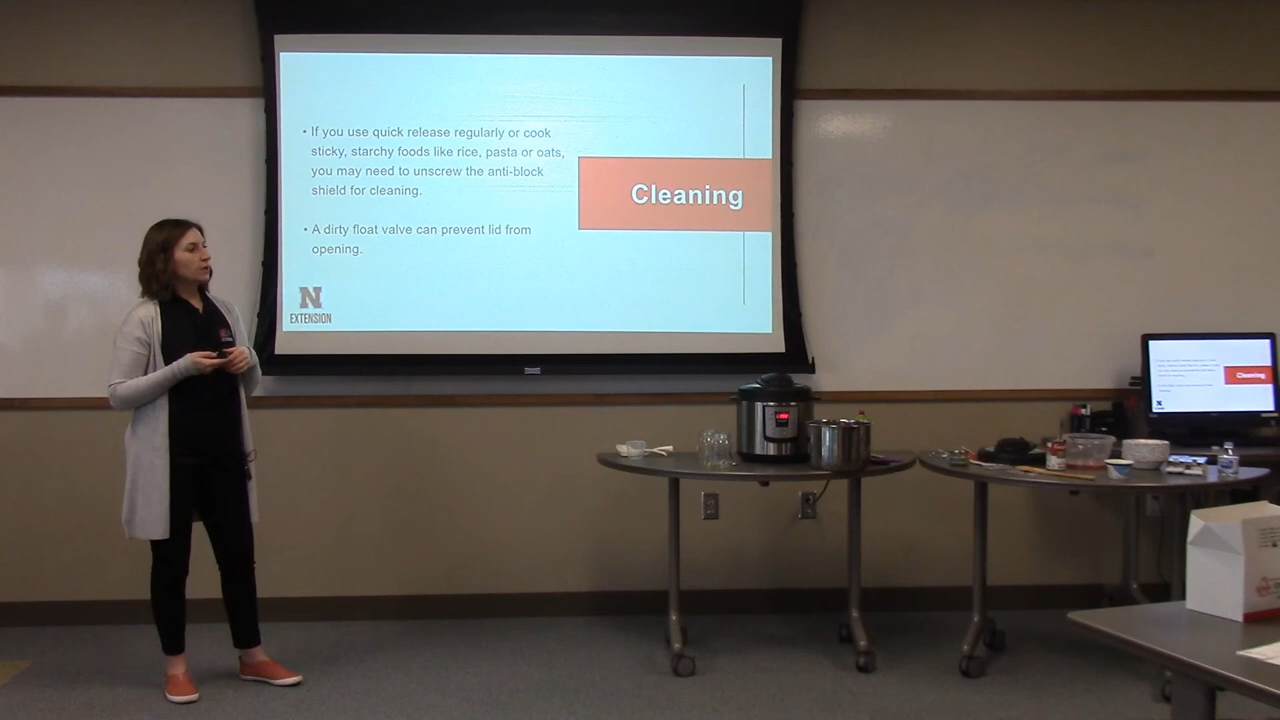 • If you use quick release regularly or cook
sticky, starchy foods like rice, pasta or oats,
you may need to unscrew the anti-block
shield for cleaning.
• A dirty float valve can prevent lid from
opening.
Cleaning
N
EXTENSION
Cleaning
N